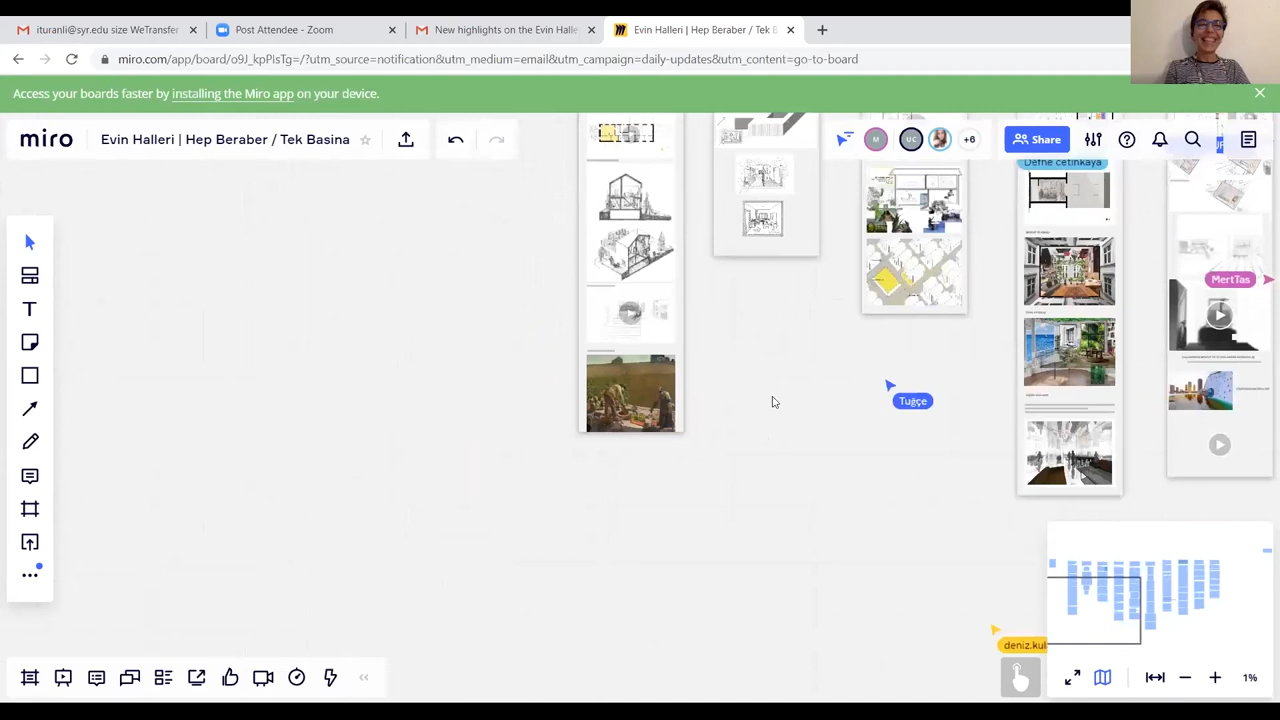 ituranli@syr.edu size WeTransfer
Post Attendee - Zoom
New highlights on the Evin Halle
Evin Halleri | Hep Beraber / Tek B
miro.com/app/board/o9J_kpPlsTg=/?utm_source=notification&utm_medium=email&utm_campaign=daily-updates&utm_content=go-to-board
Access your boards faster by installing the Miro app on your device.
miro
Evin Halleri | Hep Beraber / Tek Basina
M
UC
+6
Share
Defne cetinkaya
MertTas
Tuğçe
deniz.kul
1%